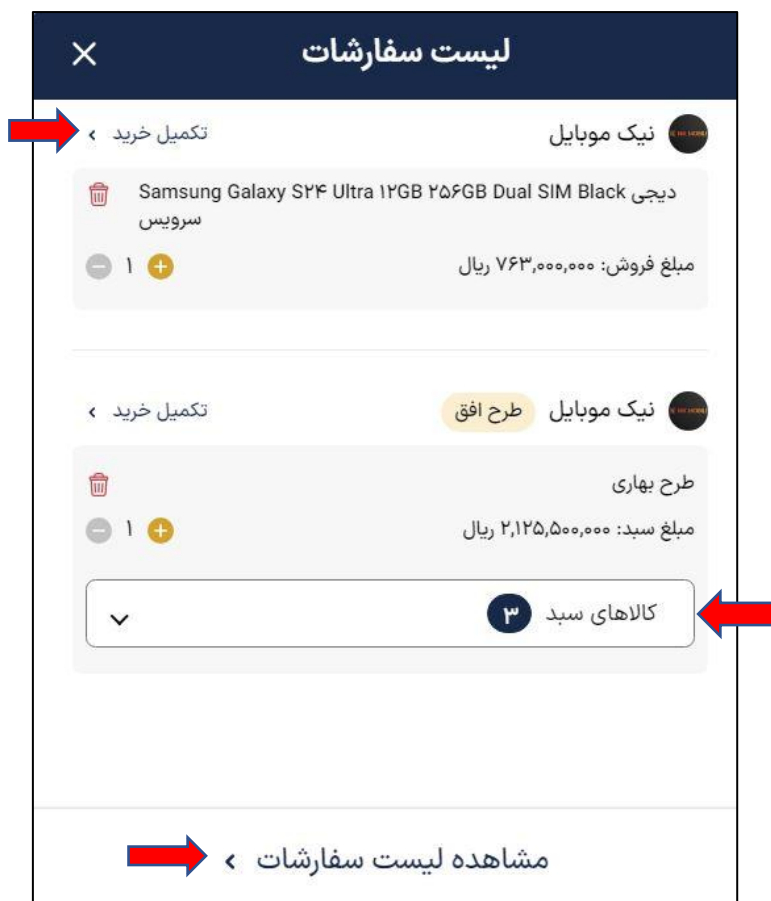 لیست سفارشات
نیک موبایل
تکمیل خرید
Samsung Galaxy S۲۴ Ultra ۱۲GB ۲۵۶GB Dual SIM Black دیجی
سرویس
مبلغ فروش: ۷۶۳,۰۰۰,۰۰۰ ریال
۱
نیک موبایل
طرح افق
تکمیل خرید
طرح بهاری
مبلغ سبد: ۲,۱۲۵,۵۰۰,۰۰۰ ریال
۱
کالاهای سبد ۳
مشاهده لیست سفارشات